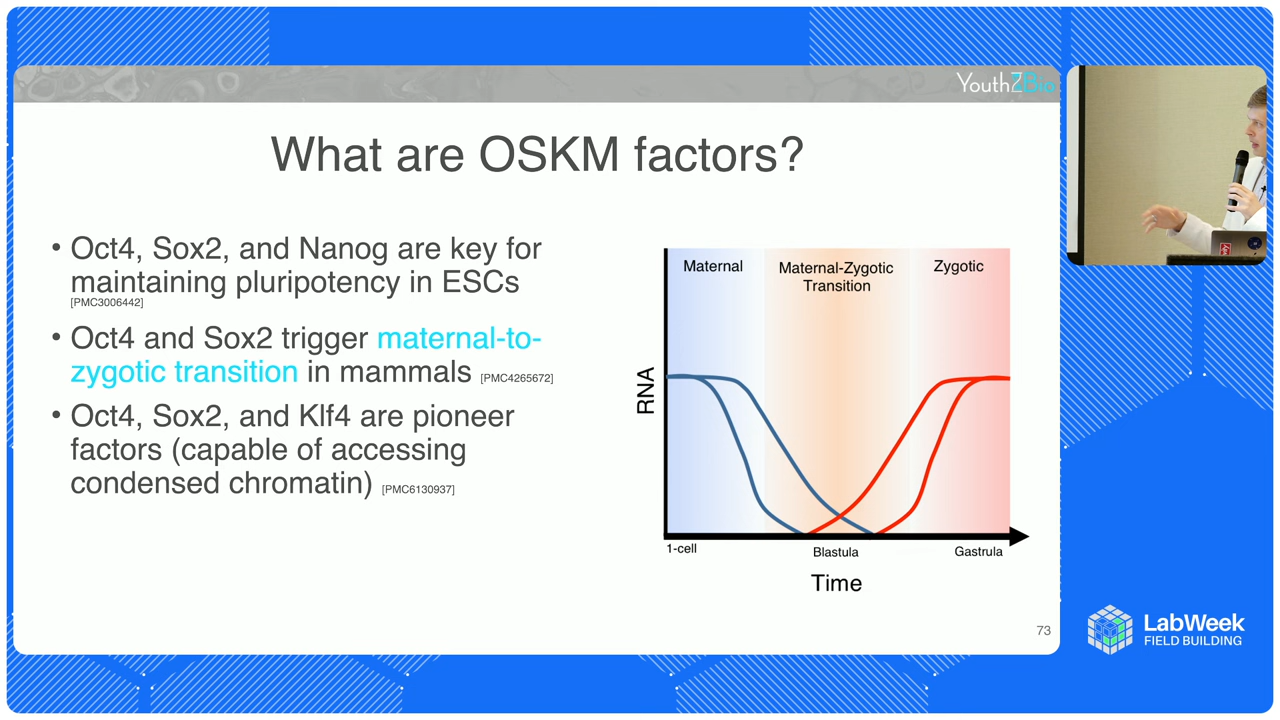 YouthZBio
What are OSKM factors?
• Oct4, Sox2, and Nanog are key for
maintaining pluripotency in ESCs
[PMC3006442]
• Oct4 and Sox2 trigger maternal-to-
zygotic transition in mammals [PMC4265672]
• Oct4, Sox2, and Klf4 are pioneer
factors (capable of accessing
condensed chromatin) [PMC6130937]
Maternal
Maternal-Zygotic
Transition
Zygotic
RNA
1-cell
Blastula
Gastrula
Time
73
LabWeek
FIELD BUILDING